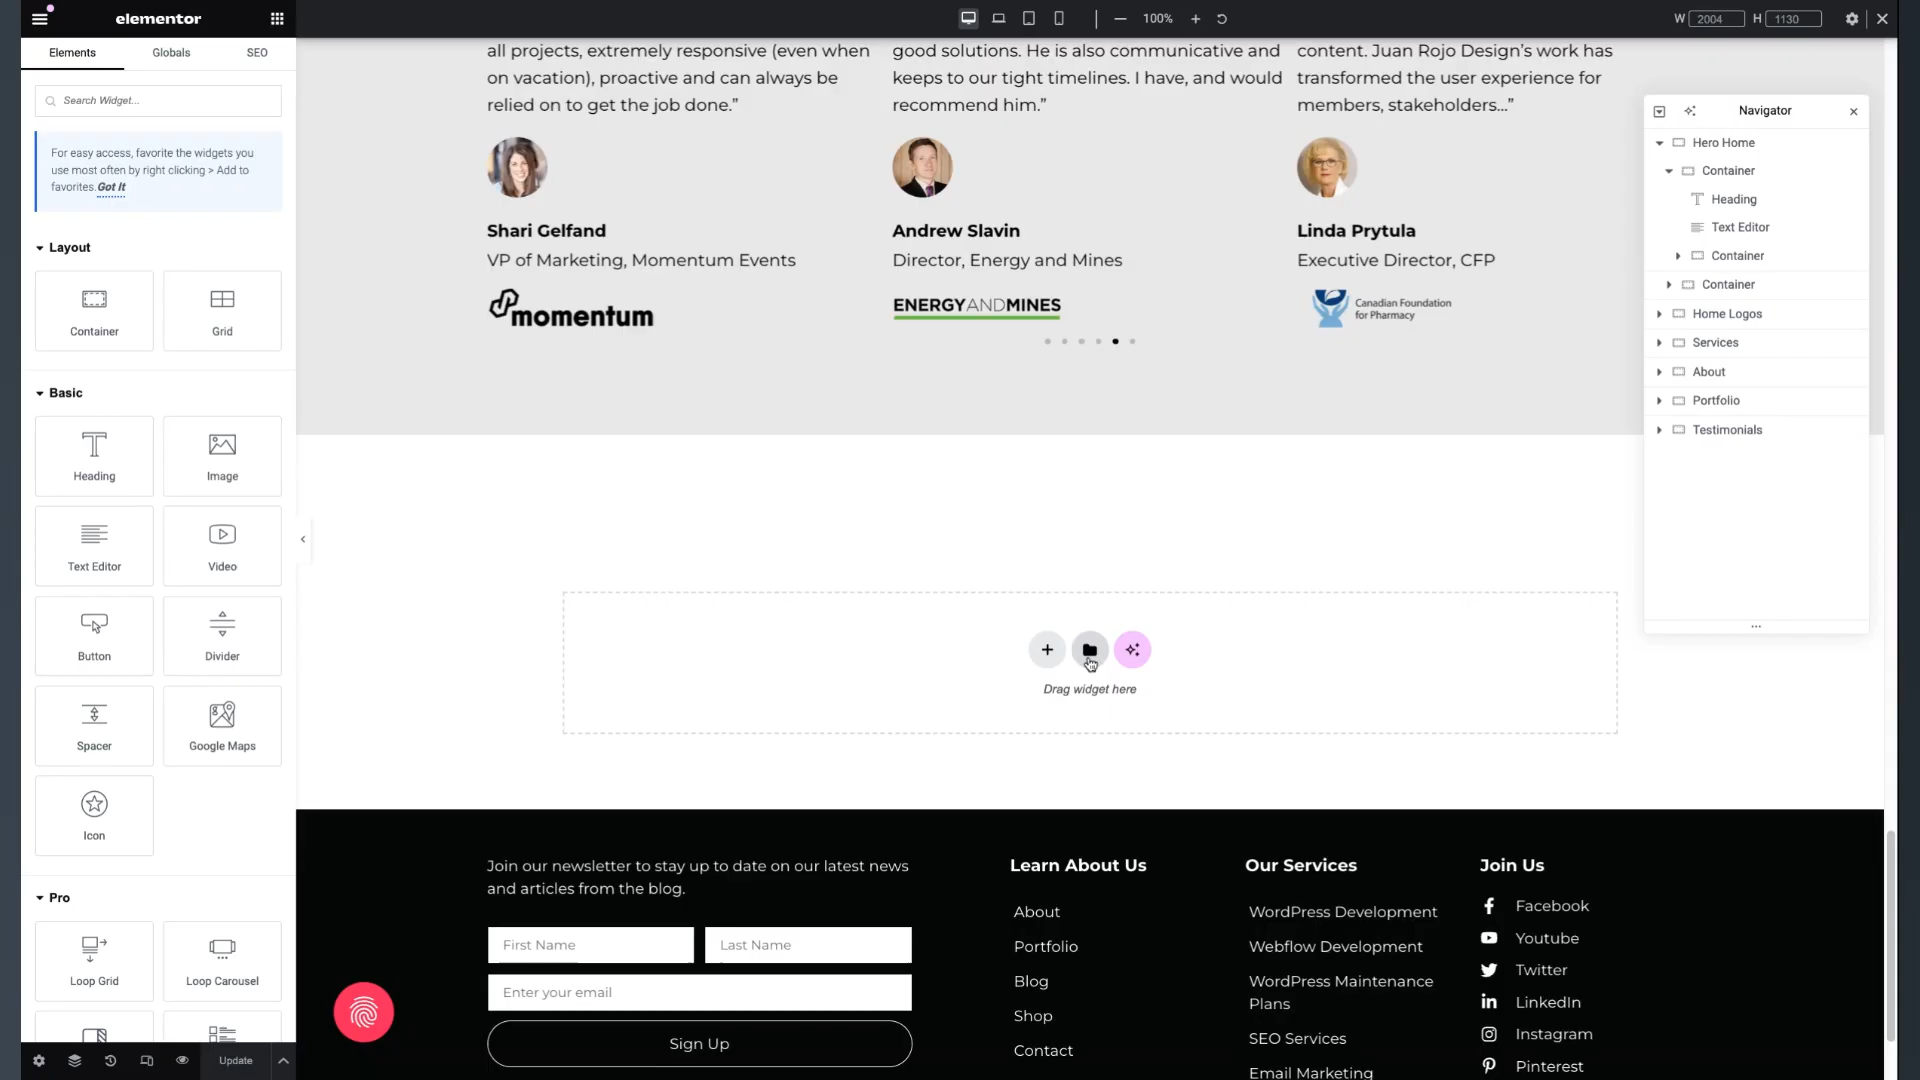 elementor
100%
W 2004 H 1130
Elements Globals SEO
Search Widget...
For easy access, favorite the widgets you
use most often by right clicking > Add to
favorites. Got It
Layout
Container Grid
Basic
Heading Image
Text Editor Video
Button Divider
Spacer Google Maps
Icon
Pro
Loop Grid Loop Carousel
Update
all projects, extremely responsive (even when
on vacation), proactive and can always be
relied on to get the job done.”
Shari Gelfand
VP of Marketing, Momentum Events
momentum
good solutions. He is also communicative and
keeps to our tight timelines. I have, and would
recommend him.”
Andrew Slavin
Director, Energy and Mines
ENERGYANDMINES
content. Juan Rojo Design’s work has
transformed the user experience for
members, stakeholders...”
Linda Prytula
Executive Director, CFP
Canadian Foundation
for Pharmacy
Navigator
Hero Home
Container
Heading
Text Editor
Container
Container
Home Logos
Services
About
Portfolio
Testimonials
Drag widget here
Join our newsletter to stay up to date on our latest news
and articles from the blog.
First Name Last Name
Enter your email
Sign Up
Learn About Us
About
Portfolio
Blog
Shop
Contact
Our Services
WordPress Development
Webflow Development
WordPress Maintenance
Plans
SEO Services
Email Marketing
Join Us
Facebook
Youtube
Twitter
LinkedIn
Instagram
Pinterest